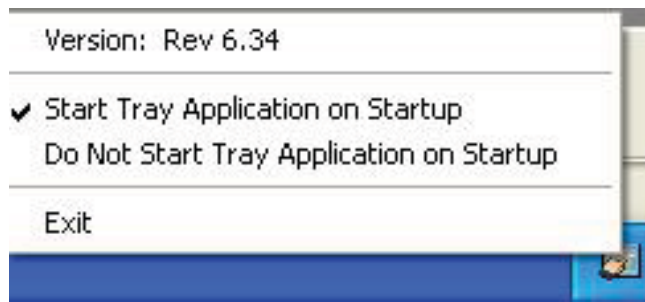 Version: Rev 6.34
Start Tray Application on Startup
Do Not Start Tray Application on Startup
Exit